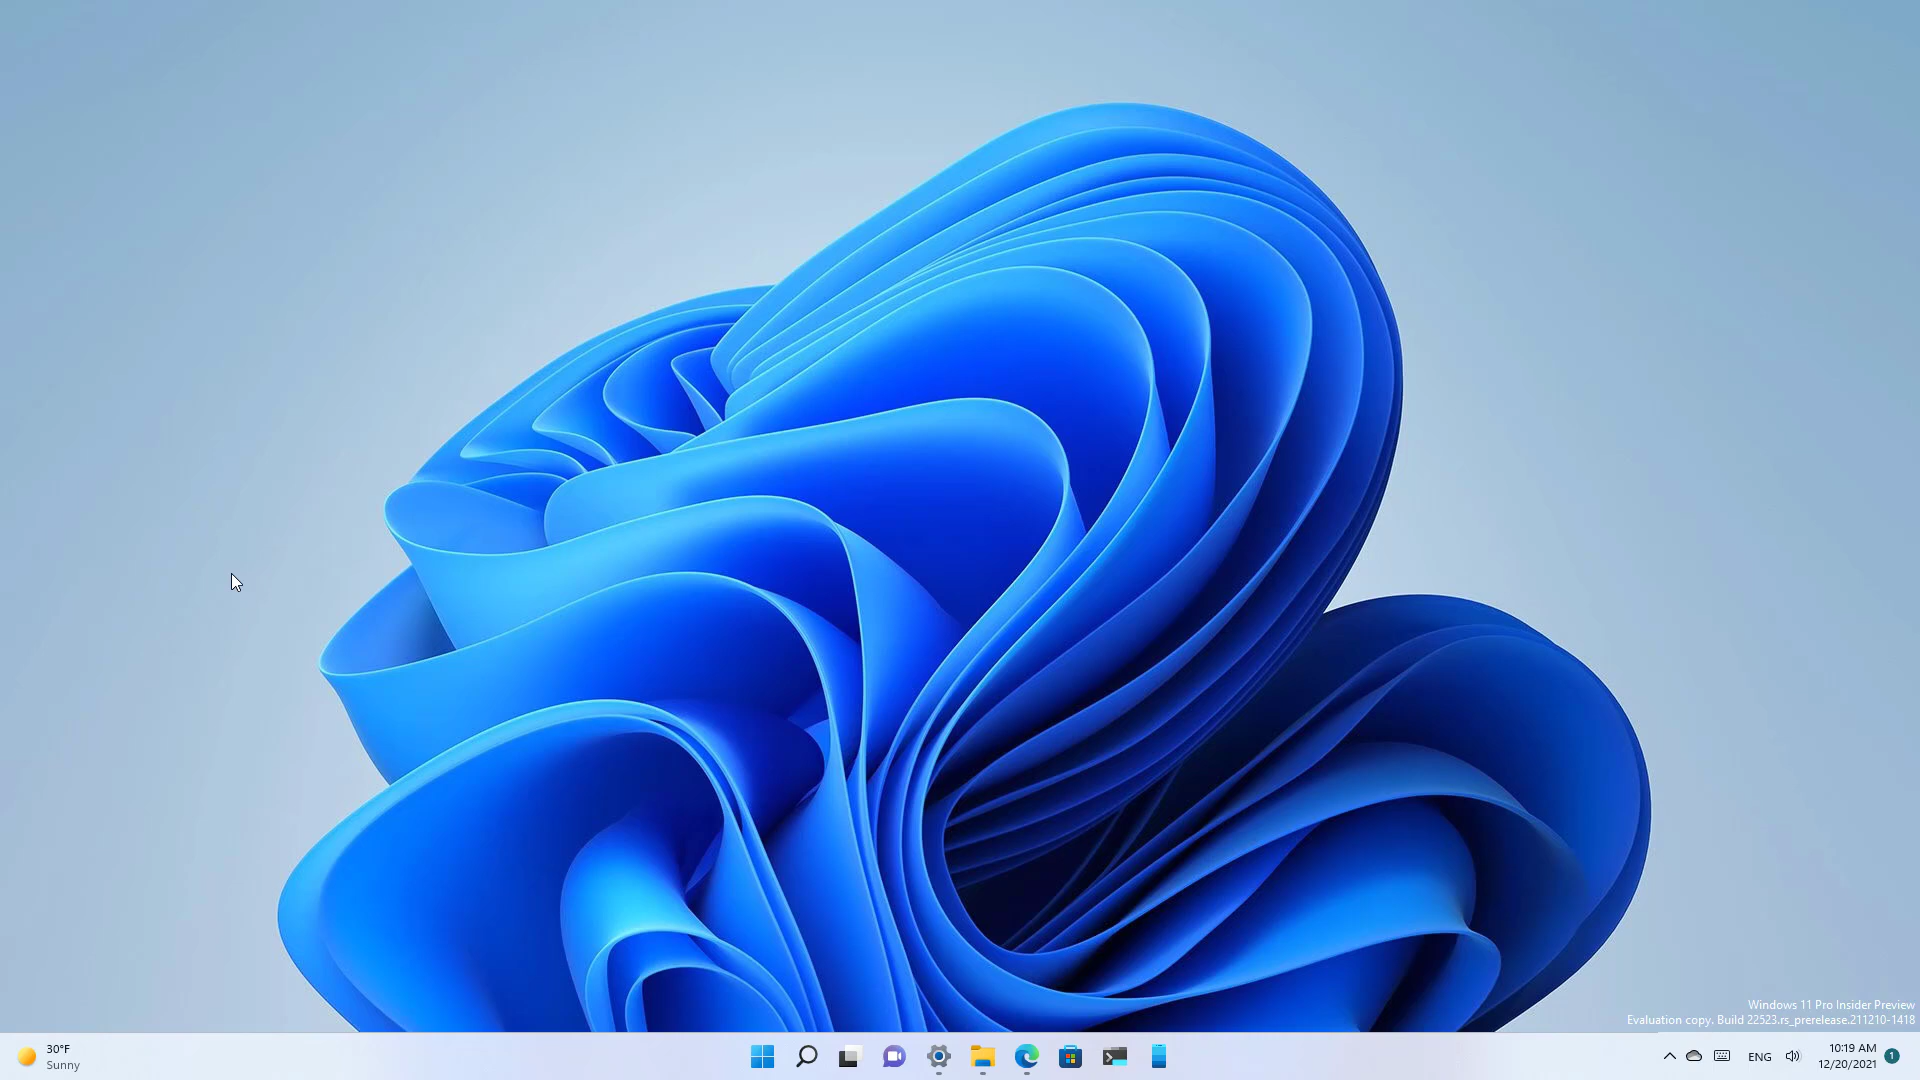 Windows 11 Pro Insider Preview
Evaluation copy. Build 22523.rs_prerelease.211210-1418
30°F
Sunny
ENG
10:19 AM
12/20/2021
1